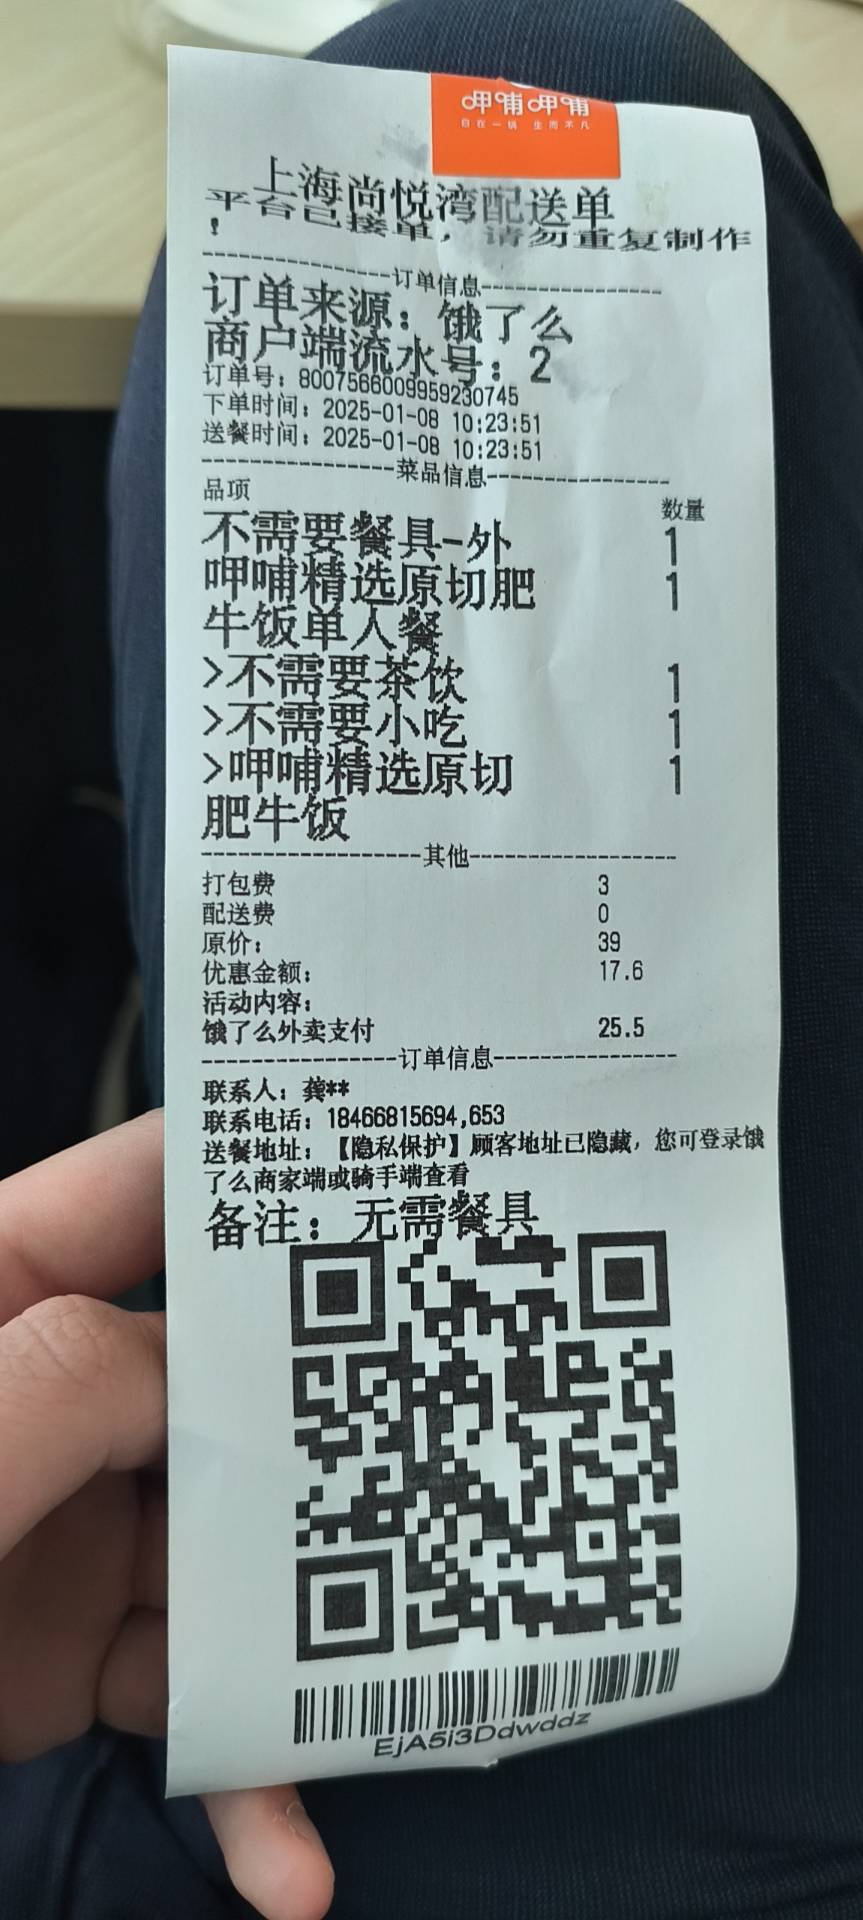 呷哺呷哺
自在一锅 生而不凡
上海尚悦湾配送单
平台已接单，请勿重复制作
！
------------------订单信息------------------
订单来源：饿了么
商户端流水号：2
订单号：8007566009959230745
下单时间：2025-01-08 10:23:51
送餐时间：2025-01-08 10:23:51
------------------菜品信息------------------
品项 数量
不需要餐具-外 1
呷哺精选原切肥 1
牛饭单人餐
>不需要茶饮 1
>不需要小吃 1
>呷哺精选原切 1
肥牛饭
--------------------其他--------------------
打包费 3
配送费 0
原价： 39
优惠金额： 17.6
活动内容：
饿了么外卖支付 25.5
------------------订单信息------------------
联系人：龚**
联系电话：18466815694,653
送餐地址：【隐私保护】顾客地址已隐藏，您可登录饿
了么商家端或骑手端查看
备注：无需餐具
EjA5i3Ddwddz